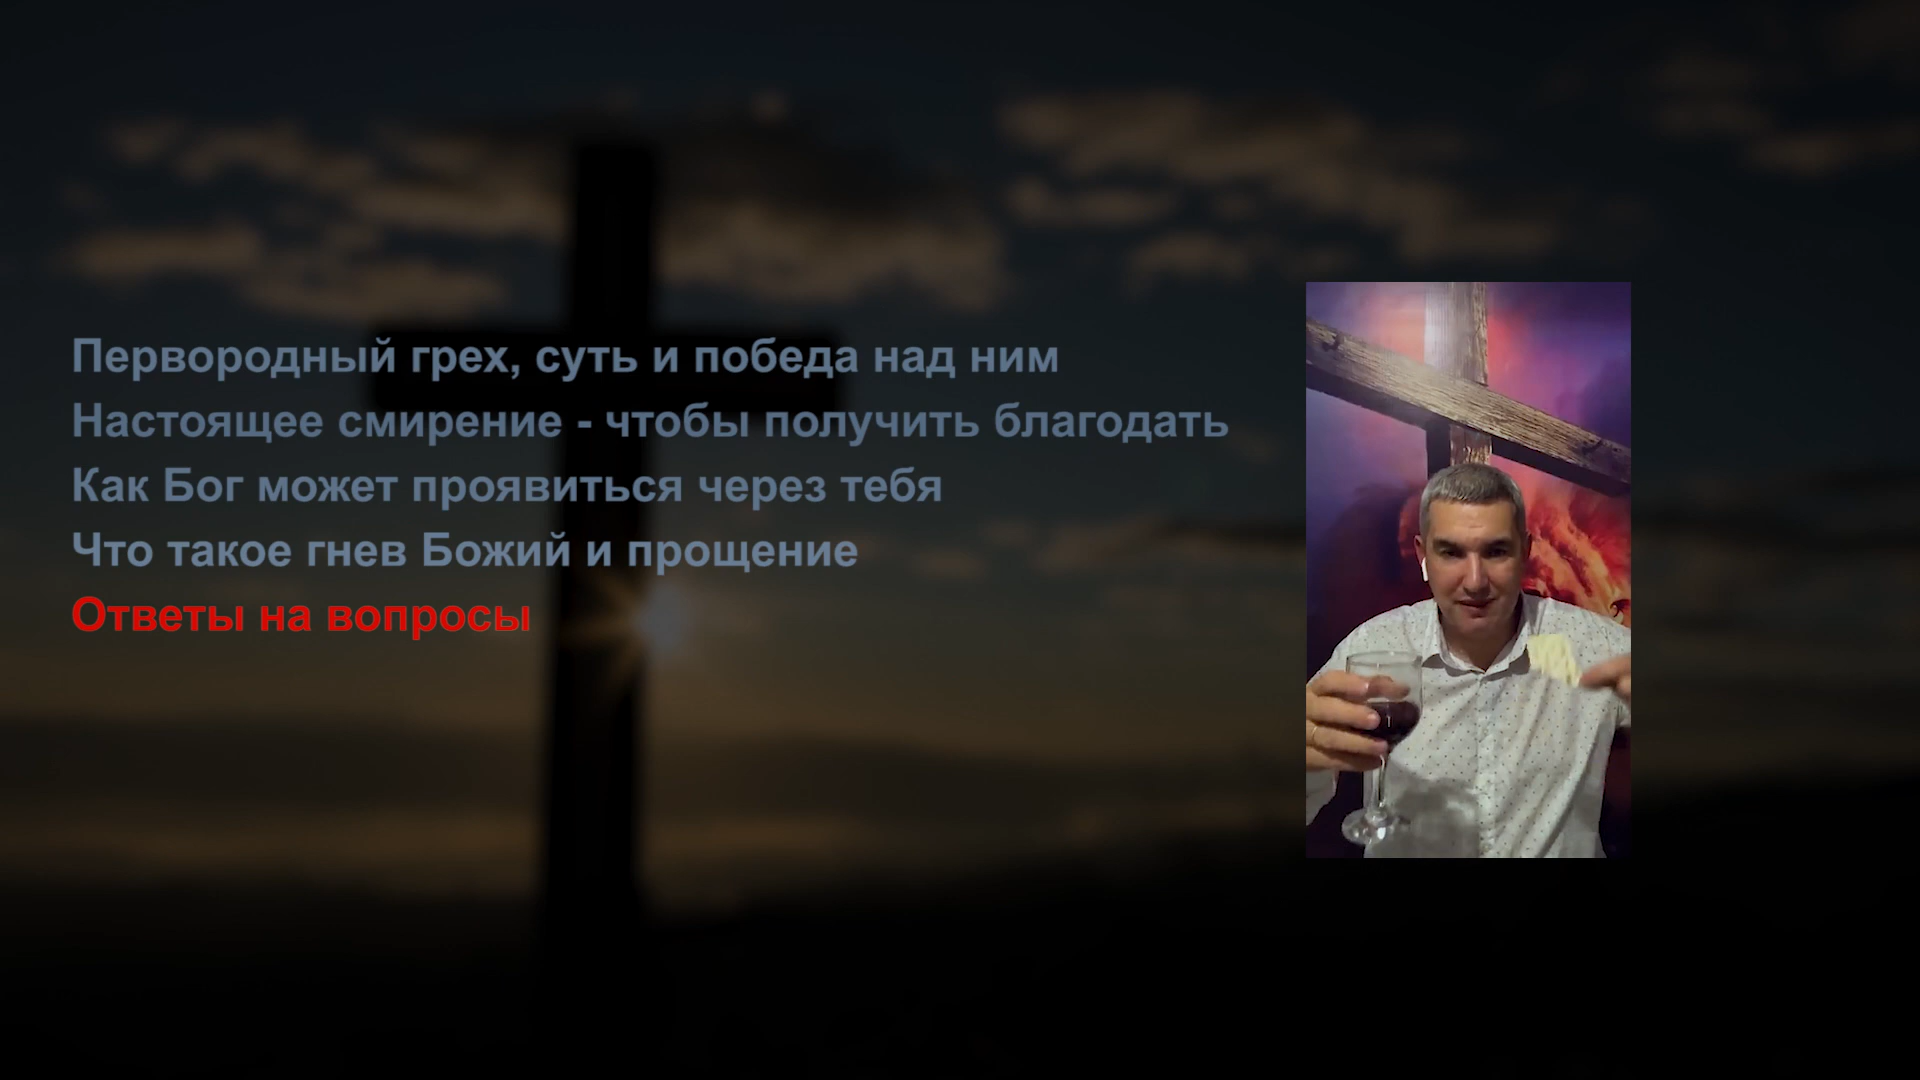 Первородный грех, суть и победа над ним
Настоящее смирение - чтобы получить благодать
Как Бог может проявиться через тебя
Что такое гнев Божий и прощение
Ответы на вопросы